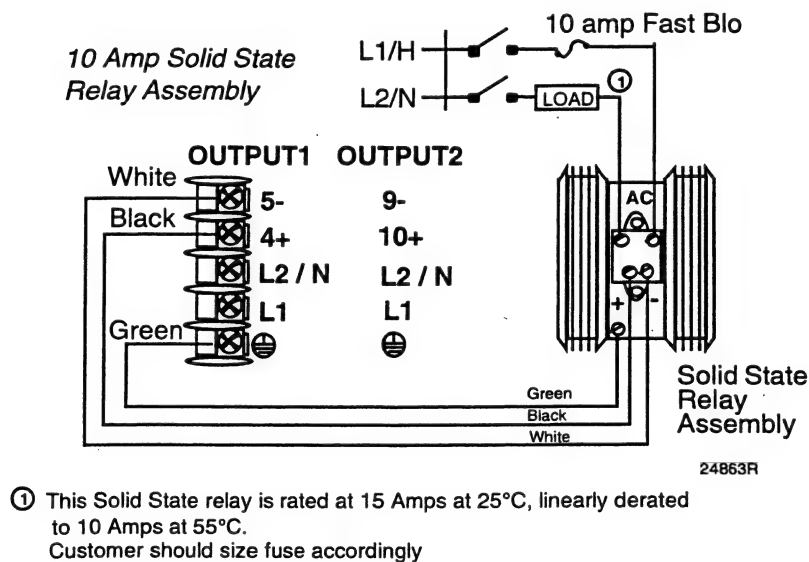 10 amp Fast Blo
10 Amp Solid State
Relay Assembly
L1/H
L2/N
LOAD
①
OUTPUT1 OUTPUT2
White
5- 9-
Black
4+ 10+
L2 / N L2 / N
L1 L1
Green
AC
+ -
Green
Black
White
Solid State
Relay
Assembly
24863R
① This Solid State relay is rated at 15 Amps at 25°C, linearly derated
to 10 Amps at 55°C.
Customer should size fuse accordingly